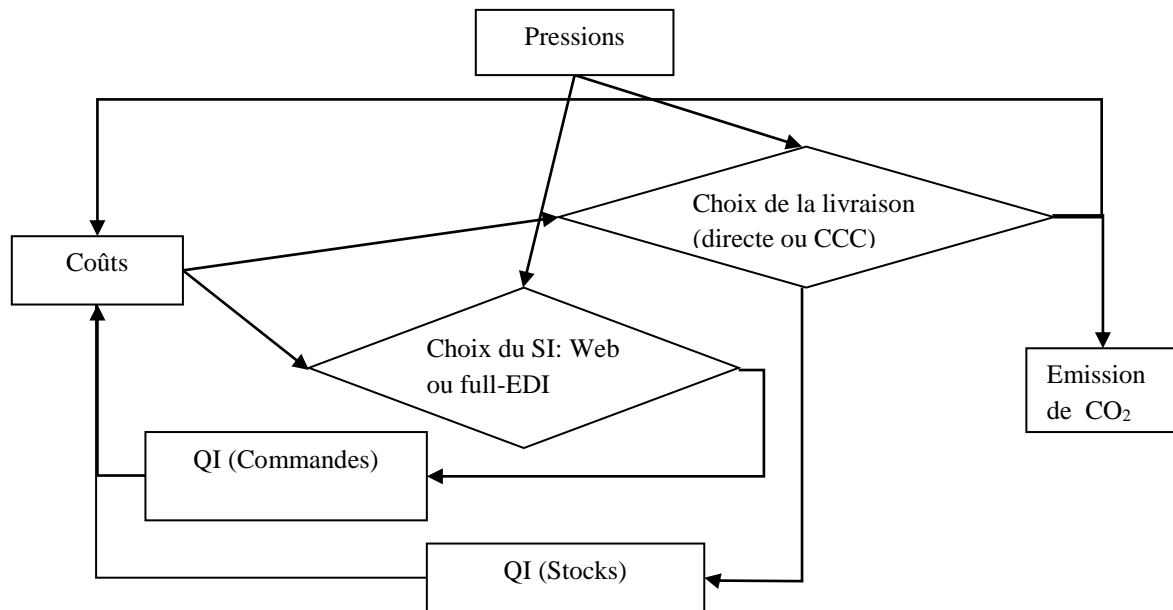 Pressions
Choix de la livraison
(directe ou CCC)
Coûts
Choix du SI: Web
ou full-EDI
Emission
de CO₂
QI (Commandes)
QI (Stocks)